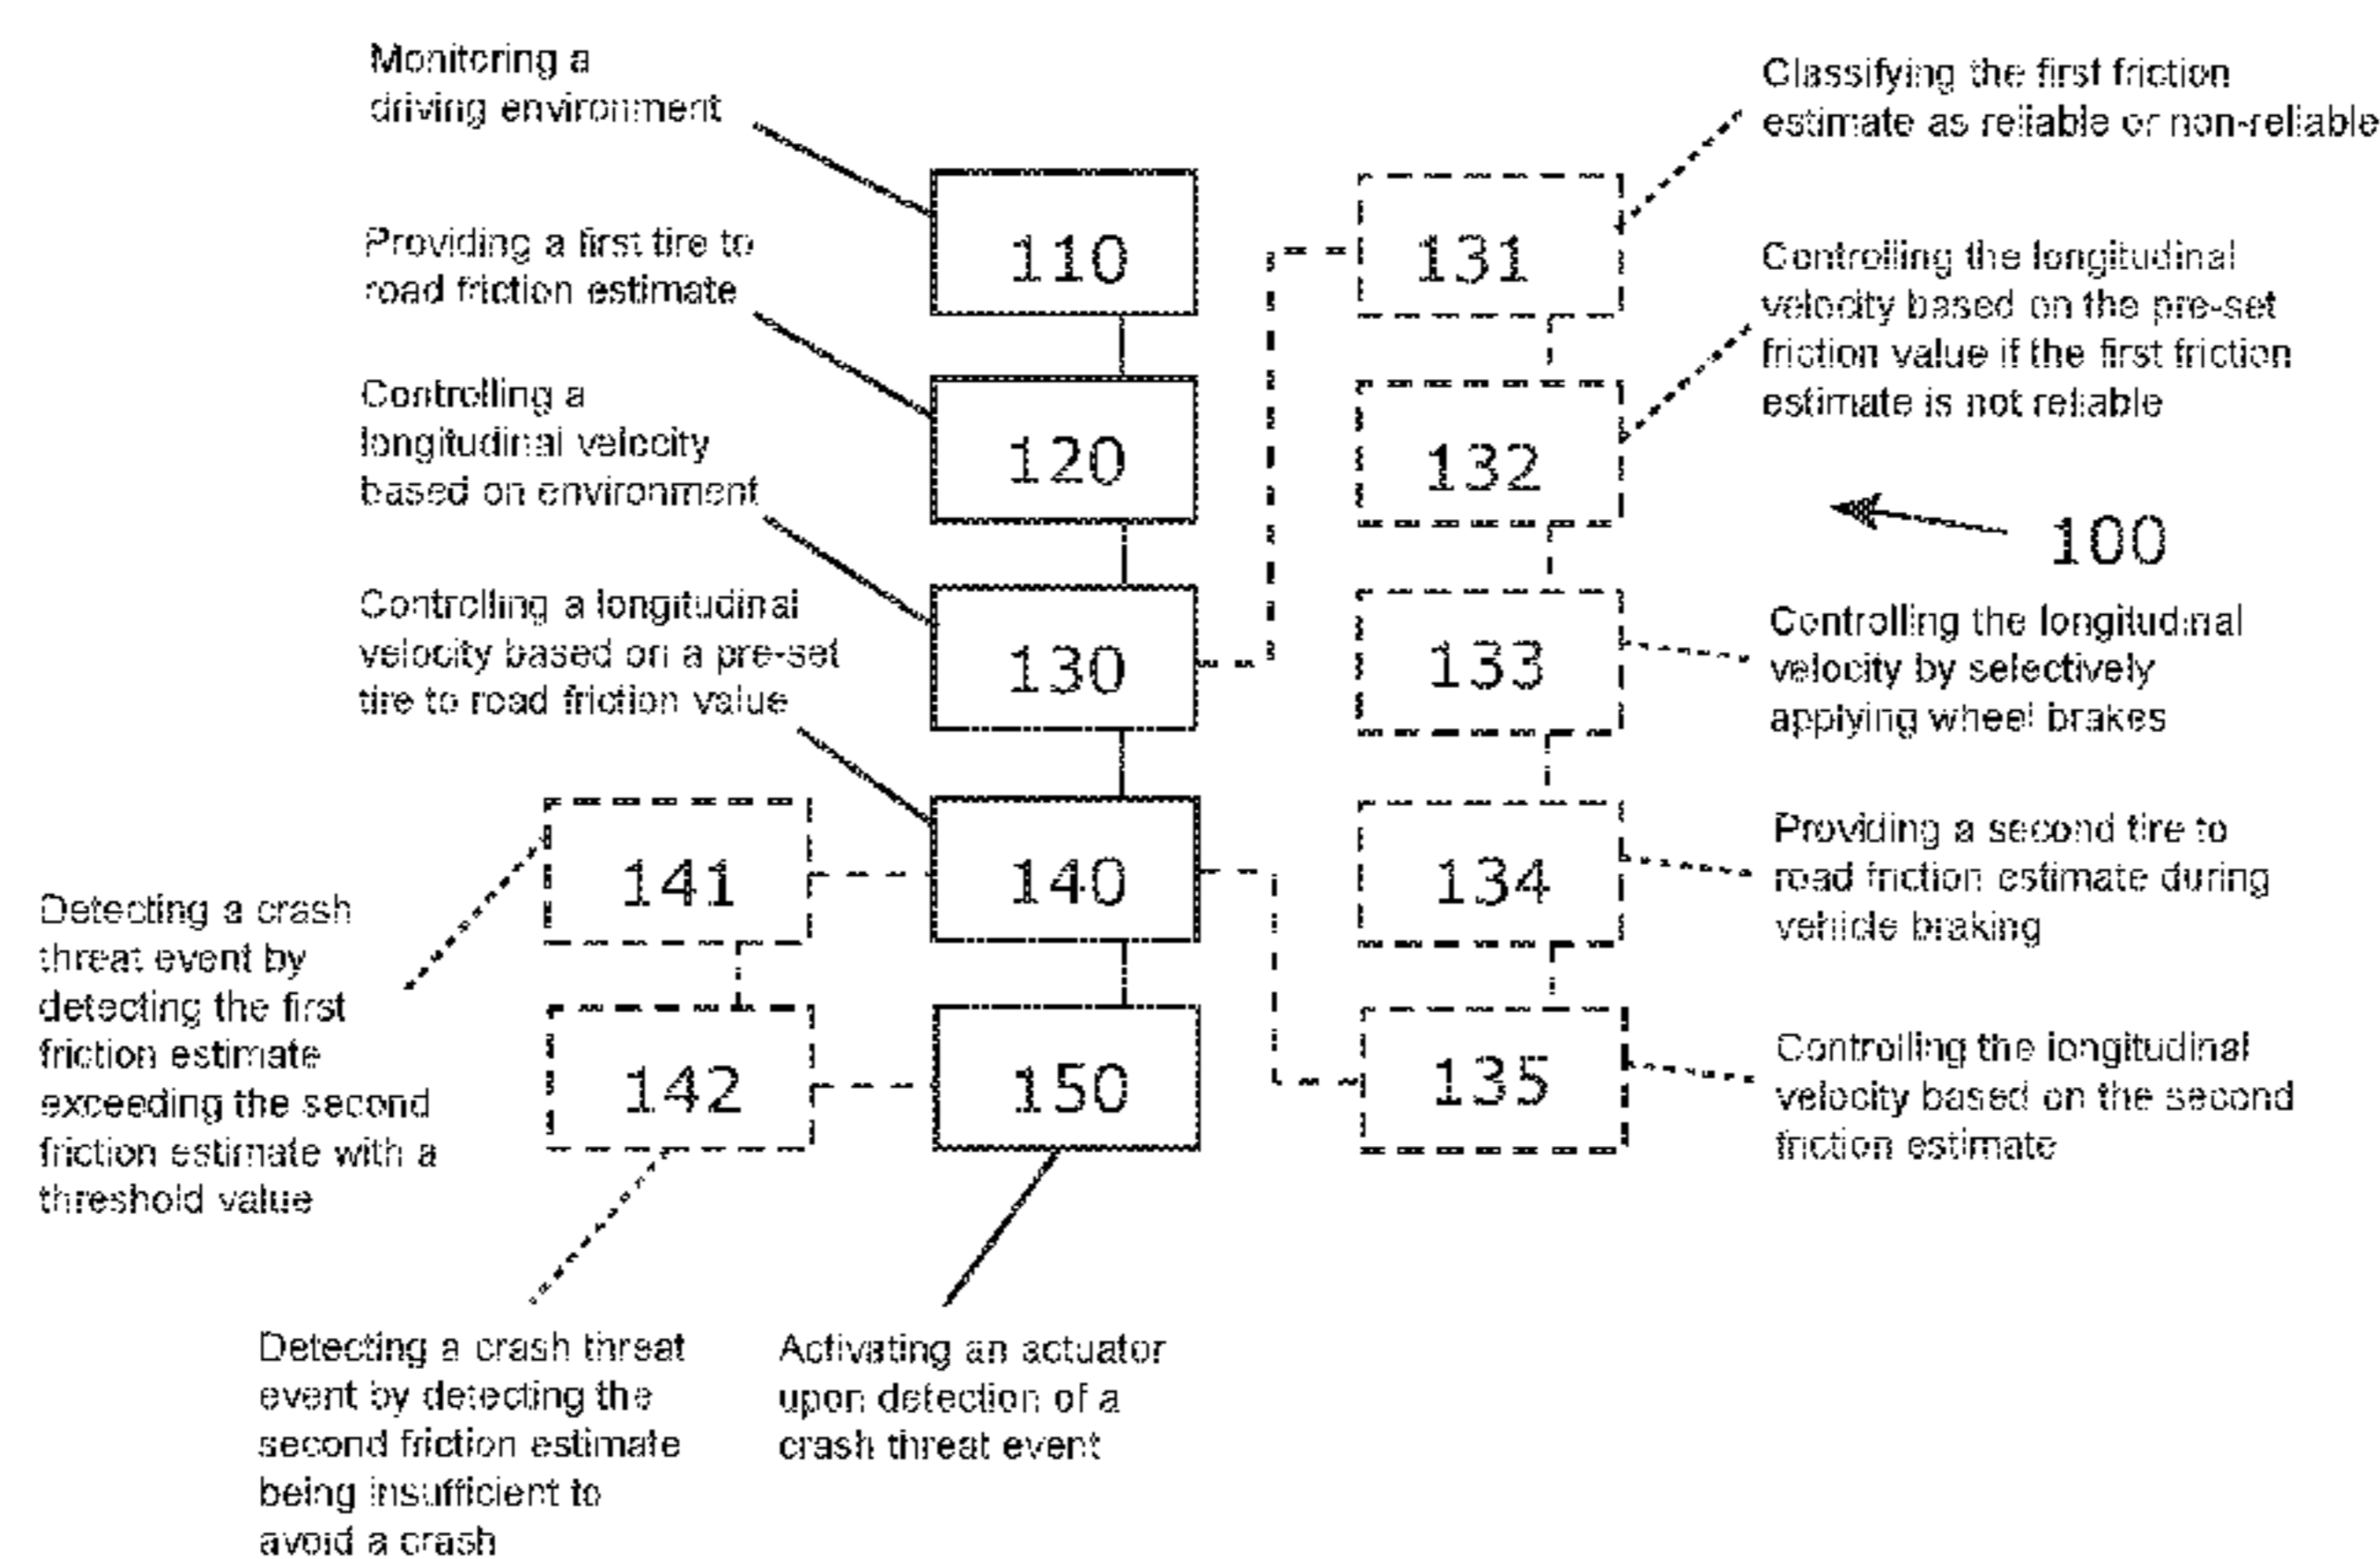 Monitoring a
driving environment
Providing a first tire to
road friction estimate
Controlling a
longitudinal velocity
based on environment
Controlling a longitudinal
velocity based on a pre-set
tire to road friction value
110
120
130
140
150
141
142
131
132
133
134
135
Classifying the first friction
estimate as reliable or non-reliable
Controlling the longitudinal
velocity based on the pre-set
friction value if the first friction
estimate is not reliable
100
Controlling the longitudinal
velocity by selectively
applying wheel brakes
Providing a second tire to
road friction estimate during
vehicle braking
Controlling the longitudinal
velocity based on the second
friction estimate
Detecting a crash
threat event by
detecting the first
friction estimate
exceeding the second
friction estimate with a
threshold value
Detecting a crash threat
event by detecting the
second friction estimate
being insufficient to
avoid a crash
Activating an actuator
upon detection of a
crash threat event